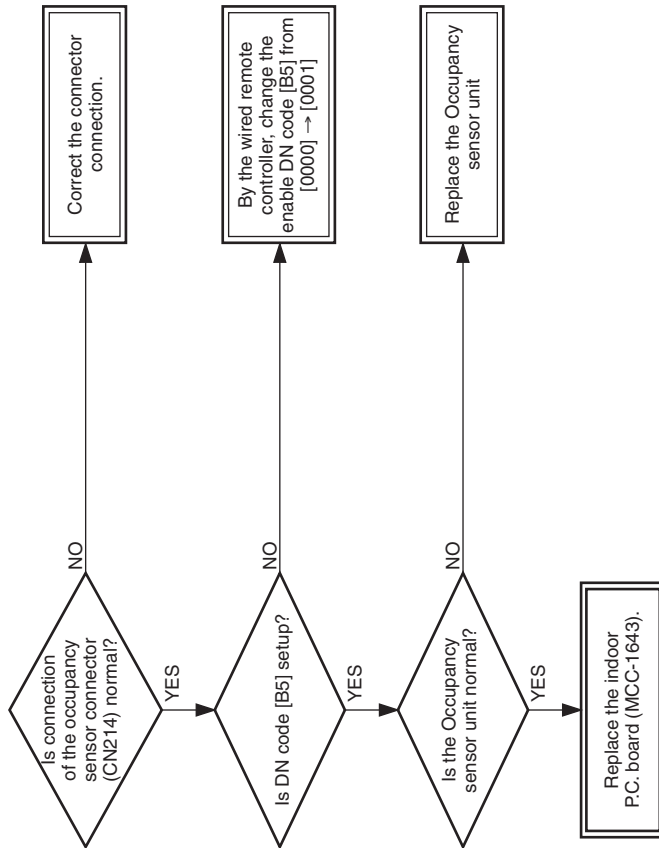 Is connection
of the occupancy
sensor connector
(CN214) normal?
NO
Correct the connector
connection.
YES
Is DN code [B5] setup?
NO
By the wired remote
controller, change the
enable DN code [B5] from
[0000] → [0001]
YES
Is the Occupancy
sensor unit normal?
NO
Replace the Occupancy
sensor unit
YES
Replace the indoor
P.C. board (MCC-1643).